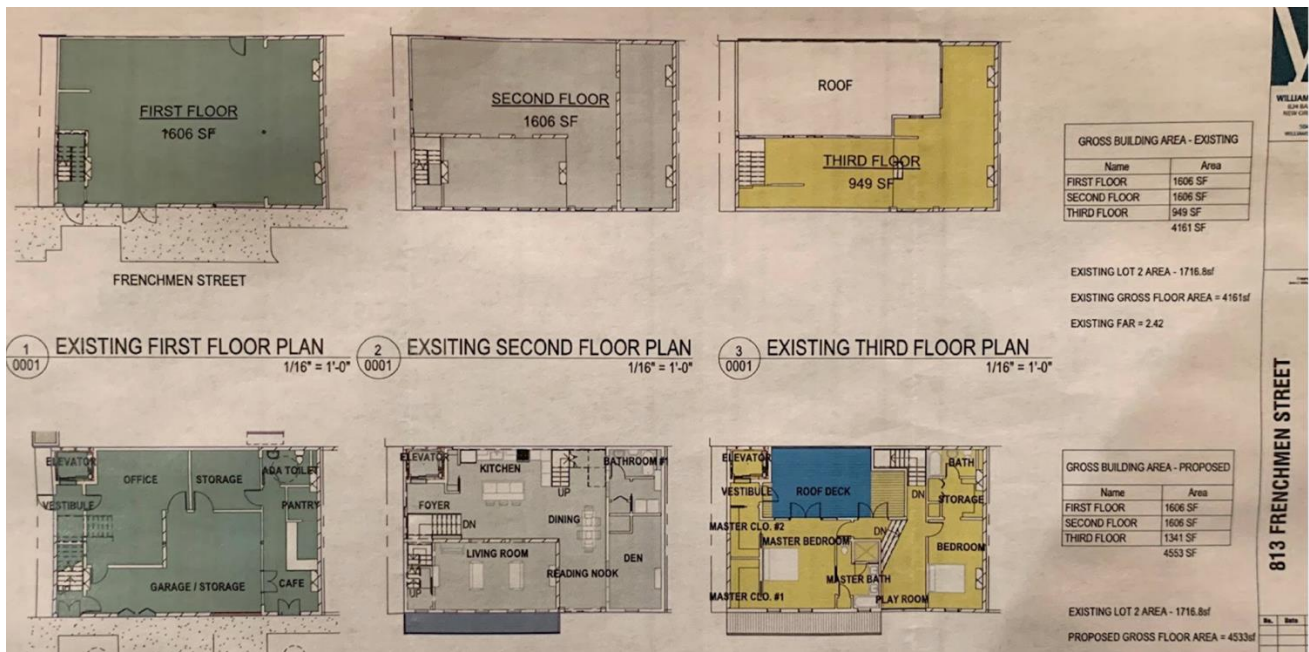 FIRST FLOOR
1606 SF
FRENCHMEN STREET
1
0001
EXISTING FIRST FLOOR PLAN
1/16" = 1'-0"
SECOND FLOOR
1606 SF
2
0001
EXSITING SECOND FLOOR PLAN
1/16" = 1'-0"
ROOF
THIRD FLOOR
949 SF
3
0001
EXISTING THIRD FLOOR PLAN
1/16" = 1'-0"
GROSS BUILDING AREA - EXISTING
Name Area
FIRST FLOOR 1606 SF
SECOND FLOOR 1606 SF
THIRD FLOOR 949 SF
4161 SF
EXISTING LOT 2 AREA - 1716.8sf
EXISTING GROSS FLOOR AREA = 4161sf
EXISTING FAR = 2.42
ELEVATOR
OFFICE
STORAGE
ADA TOILET
VESTIBULE
PANTRY
GARAGE / STORAGE
CAFE
ELEVATOR
KITCHEN
BATHROOM #1
UP
FOYER
DN
DINING
LIVING ROOM
DEN
READING NOOK
UP
ELEVATOR
BATH
VESTIBULE
ROOF DECK
DN
STORAGE
MASTER CLO. #2
DN
MASTER BEDROOM
BEDROOM
MASTER BATH
MASTER CLO. #1
PLAY ROOM
GROSS BUILDING AREA - PROPOSED
Name Area
FIRST FLOOR 1606 SF
SECOND FLOOR 1606 SF
THIRD FLOOR 1341 SF
4553 SF
EXISTING LOT 2 AREA - 1716.8sf
PROPOSED GROSS FLOOR AREA = 4533sf
813 FRENCHMEN STREET
No. Date